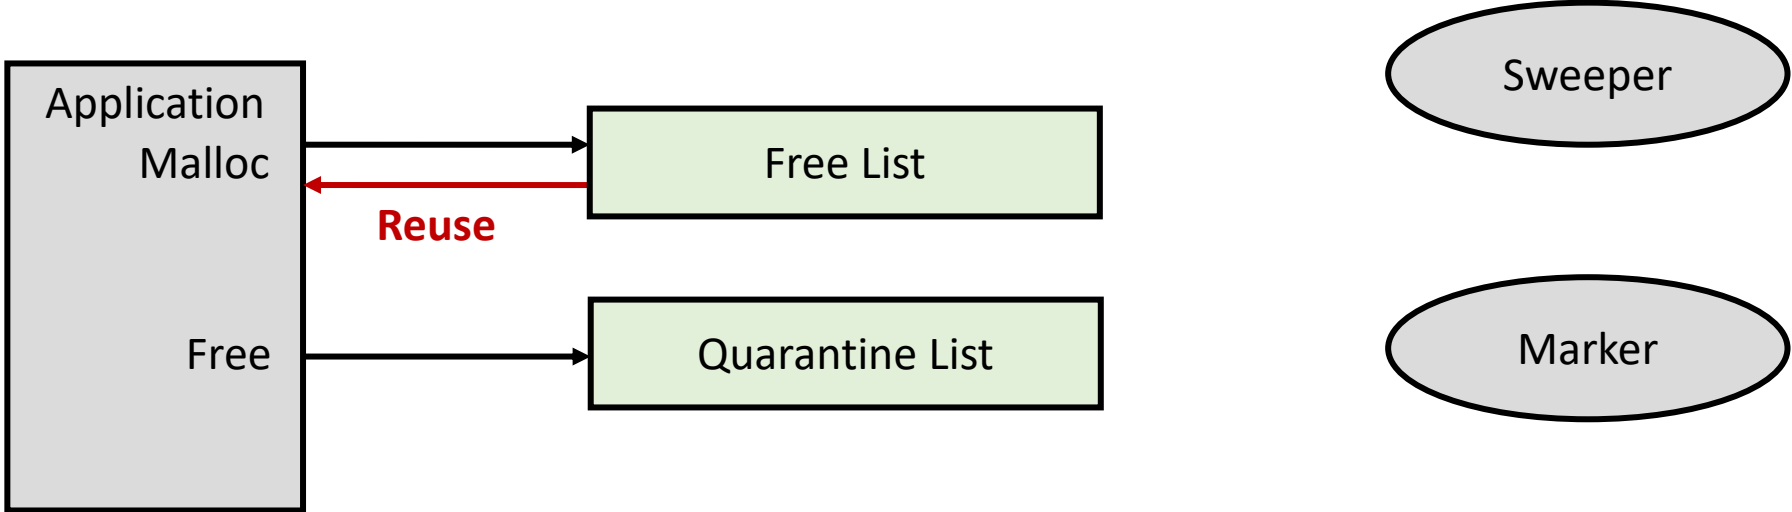 Application
Malloc
Free
Reuse
Free List
Quarantine List
Sweeper
Marker